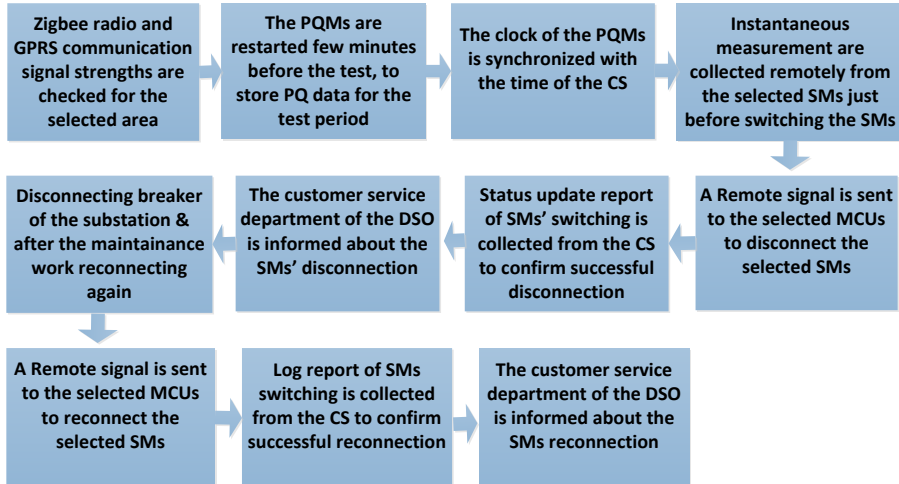 Zigbee radio and
GPRS communication
signal strengths are
checked for the
selected area
The PQMs are
restarted few minutes
before the test, to
store PQ data for the
test period
The clock of the PQMs
is synchronized with
the time of the CS
Instantaneous
measurement are
collected remotely from
the selected SMs just
before switching the SMs
A Remote signal is sent
to the selected MCUs
to disconnect the
selected SMs
Status update report
of SMs’ switching is
collected from the CS
to confirm successful
disconnection
The customer service
department of the DSO
is informed about the
SMs’ disconnection
Disconnecting breaker
of the substation &
after the maintainance
work reconnecting
again
A Remote signal is sent
to the selected MCUs
to reconnect the
selected SMs
Log report of SMs
switching is collected
from the CS to confirm
successful reconnection
The customer service
department of the DSO
is informed about the
SMs reconnection